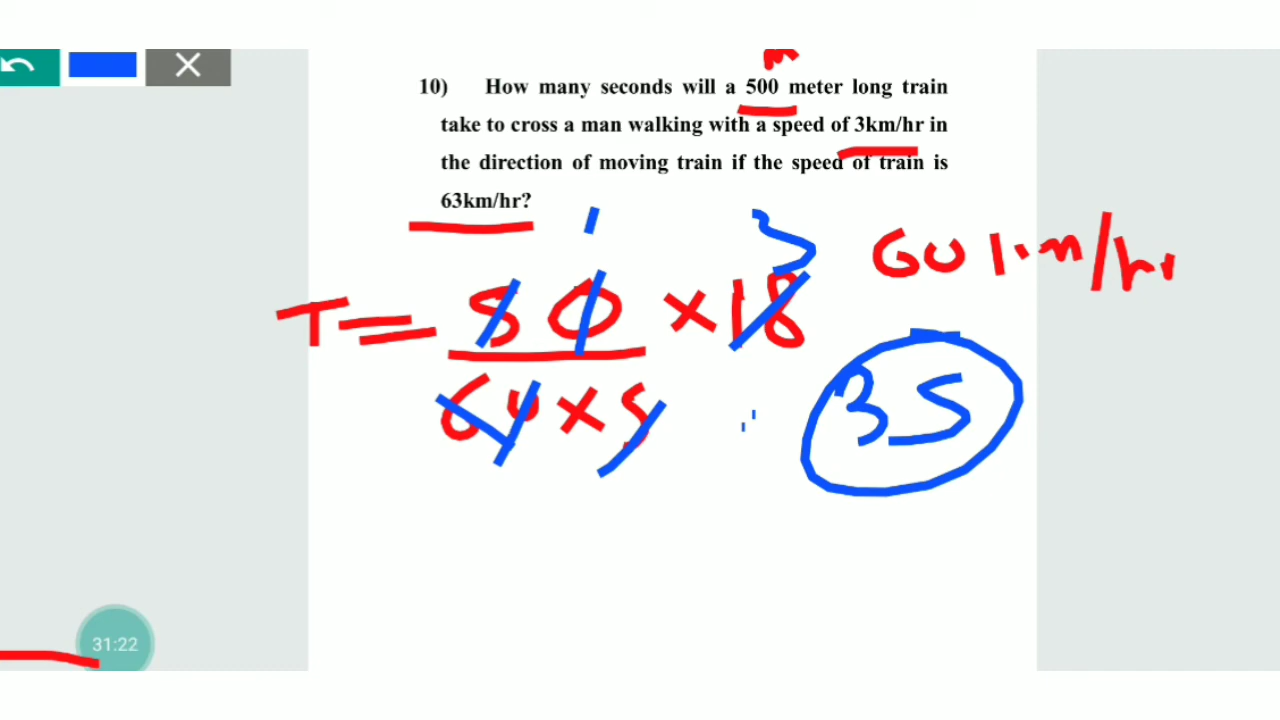 m
10) How many seconds will a 500 meter long train
take to cross a man walking with a speed of 3km/hr in
the direction of moving train if the speed of train is
63km/hr?
1 3
60 km/hr
T = 50 × 18
60 × 5
3S
31:22